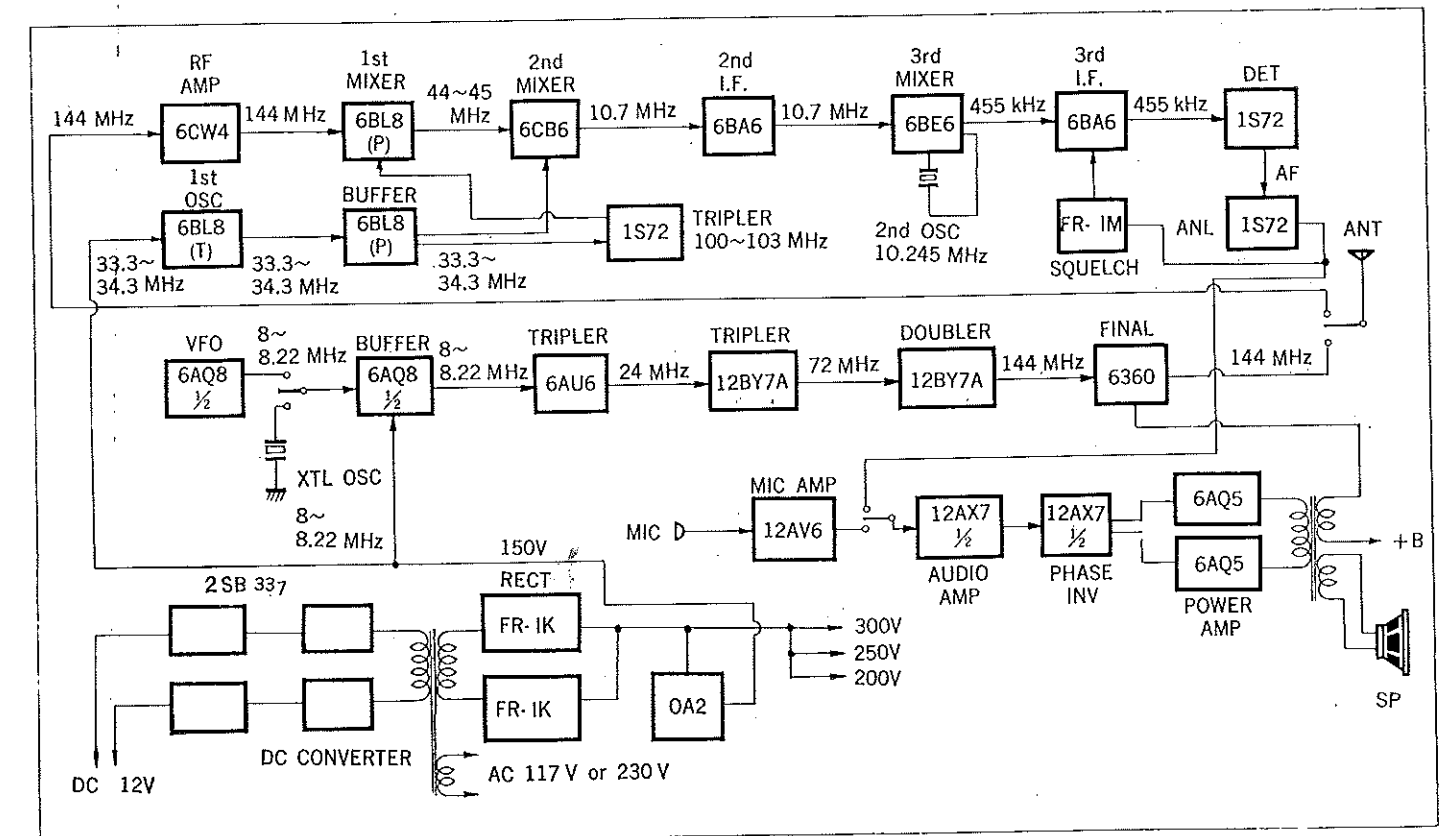 RF
AMP
1st
MIXER
2nd
MIXER
2nd
I.F.
3rd
MIXER
3rd
I.F.
DET
144 MHz
6CW4
144 MHz
6BL8
(P)
44~45
MHz
6CB6
10.7 MHz
6BA6
10.7 MHz
6BE6
455 kHz
6BA6
455 kHz
1S72
AF
1st
OSC
6BL8
(T)
BUFFER
6BL8
(P)
1S72
TRIPLER
100~103 MHz
2nd OSC
10.245 MHz
FR-1M
SQUELCH
ANL
1S72
ANT
33.3~
34.3 MHz
33.3~
34.3 MHz
33.3~
34.3 MHz
VFO
6AQ8
½
8~
8.22 MHz
BUFFER
6AQ8
½
8~
8.22 MHz
TRIPLER
6AU6
24 MHz
TRIPLER
12BY7A
72 MHz
DOUBLER
12BY7A
144 MHz
FINAL
6360
144 MHz
XTL OSC
8~
8.22 MHz
MIC
MIC AMP
12AV6
12AX7
½
AUDIO
AMP
12AX7
½
PHASE
INV
6AQ5
6AQ5
POWER
AMP
+B
SP
150V
2SB 337
RECT
FR-1K
FR-1K
0A2
300V
250V
200V
DC CONVERTER
DC 12V
AC 117 V or 230 V